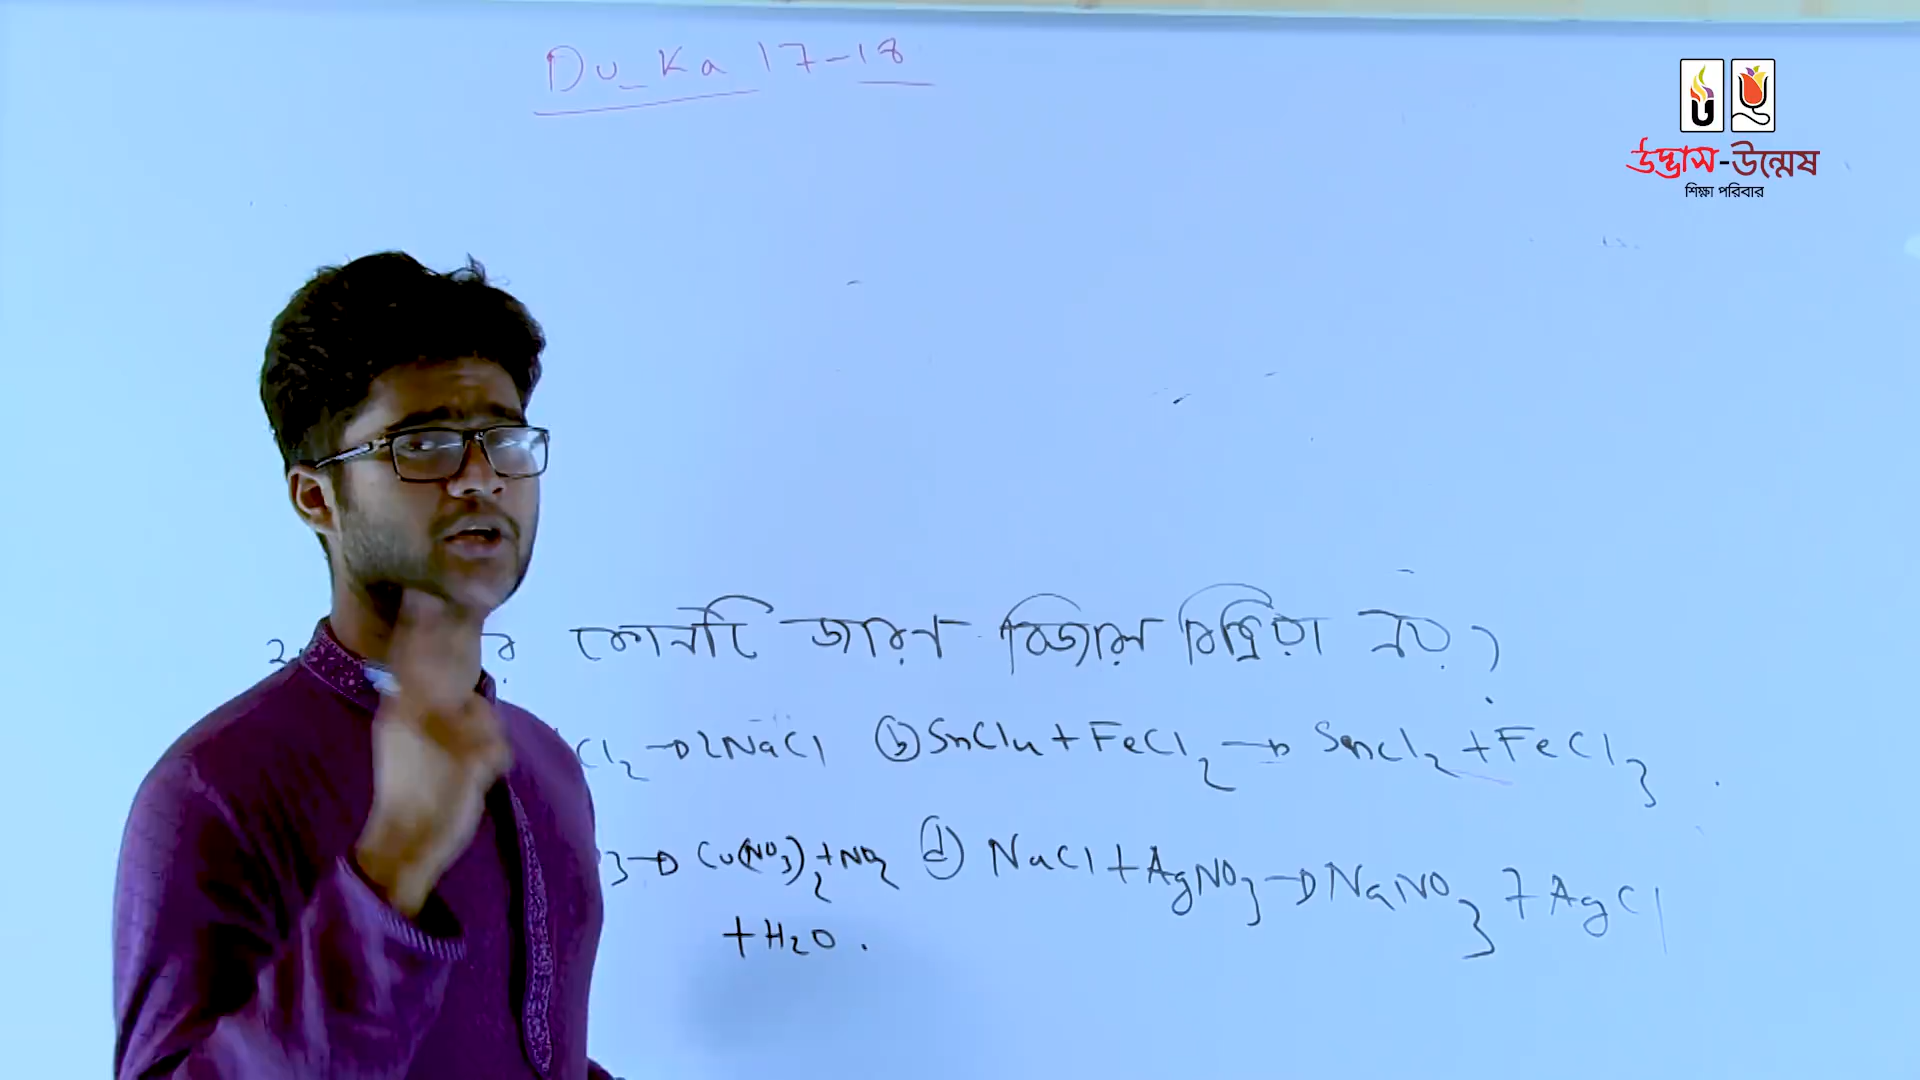 Du_Ka 17-18
উদ্ভাস-উন্মেষ
শিক্ষা পরিবার
কোনটি জারণ বিজারণ বিক্রিয়া নয়?
Cl₂ → 2NaCl ⓑ SnCl₄ + FeCl₂ → SnCl₂ + FeCl₃
3 → Cu(NO₃)₂ + NO₂ ⓓ NaCl + AgNO₃ → NaNO₃ + AgCl
+ H₂O .